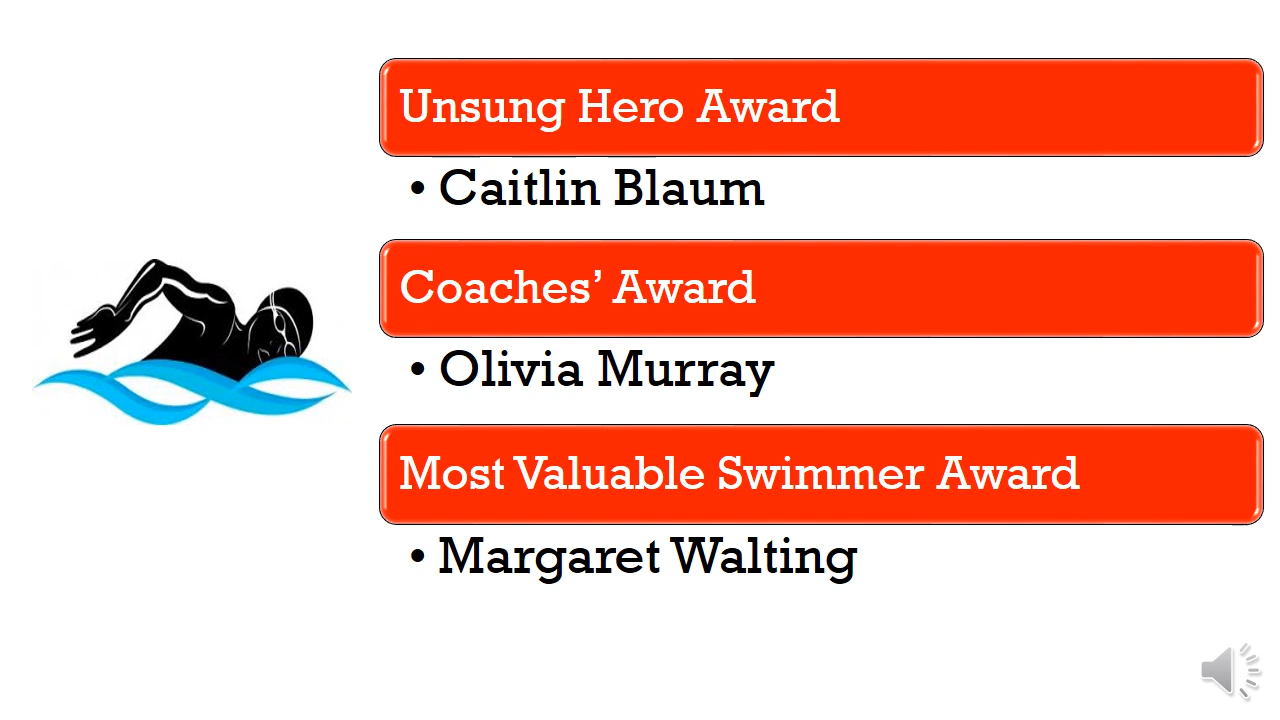 Unsung Hero Award
• Caitlin Blaum
Coaches’ Award
• Olivia Murray
Most Valuable Swimmer Award
• Margaret Walting